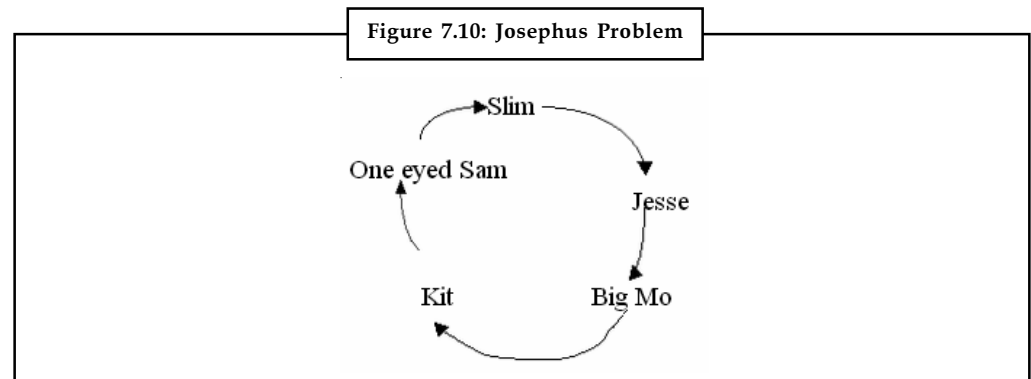 Figure 7.10: Josephus Problem
Slim
One eyed Sam
Jesse
Kit
Big Mo